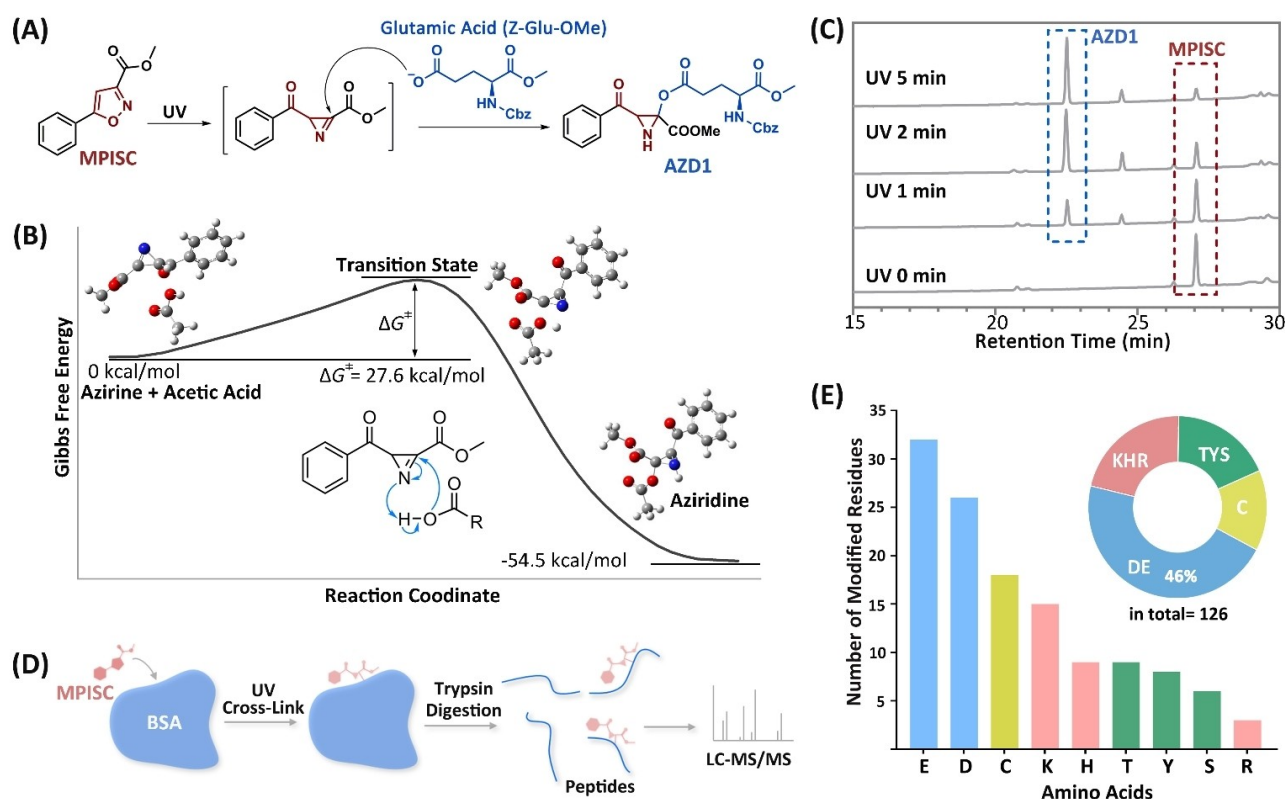 (A)
Glutamic Acid (Z-Glu-OMe)
MPISC
UV
AZD1
O
O
N
O
O
N
O
O
O
O
-O
O
O
HN
Cbz
O
O
O
O
O
HN
Cbz
COOMe
N
H
(B)
Gibbs Free Energy
Transition State
ΔG‡
0 kcal/mol
Azirine + Acetic Acid
ΔG‡= 27.6 kcal/mol
O
O
O
N
H-O
O
R
Aziridine
-54.5 kcal/mol
Reaction Coodinate
(C)
AZD1
MPISC
UV 5 min
UV 2 min
UV 1 min
UV 0 min
15 20 25 30
Retention Time (min)
(D)
MPISC
BSA
UV
Cross-Link
Trypsin
Digestion
Peptides
LC-MS/MS
(E)
Number of Modified Residues
35
30
25
20
15
10
5
E D C K H T Y S R
Amino Acids
KHR
TYS
C
DE 46%
in total= 126